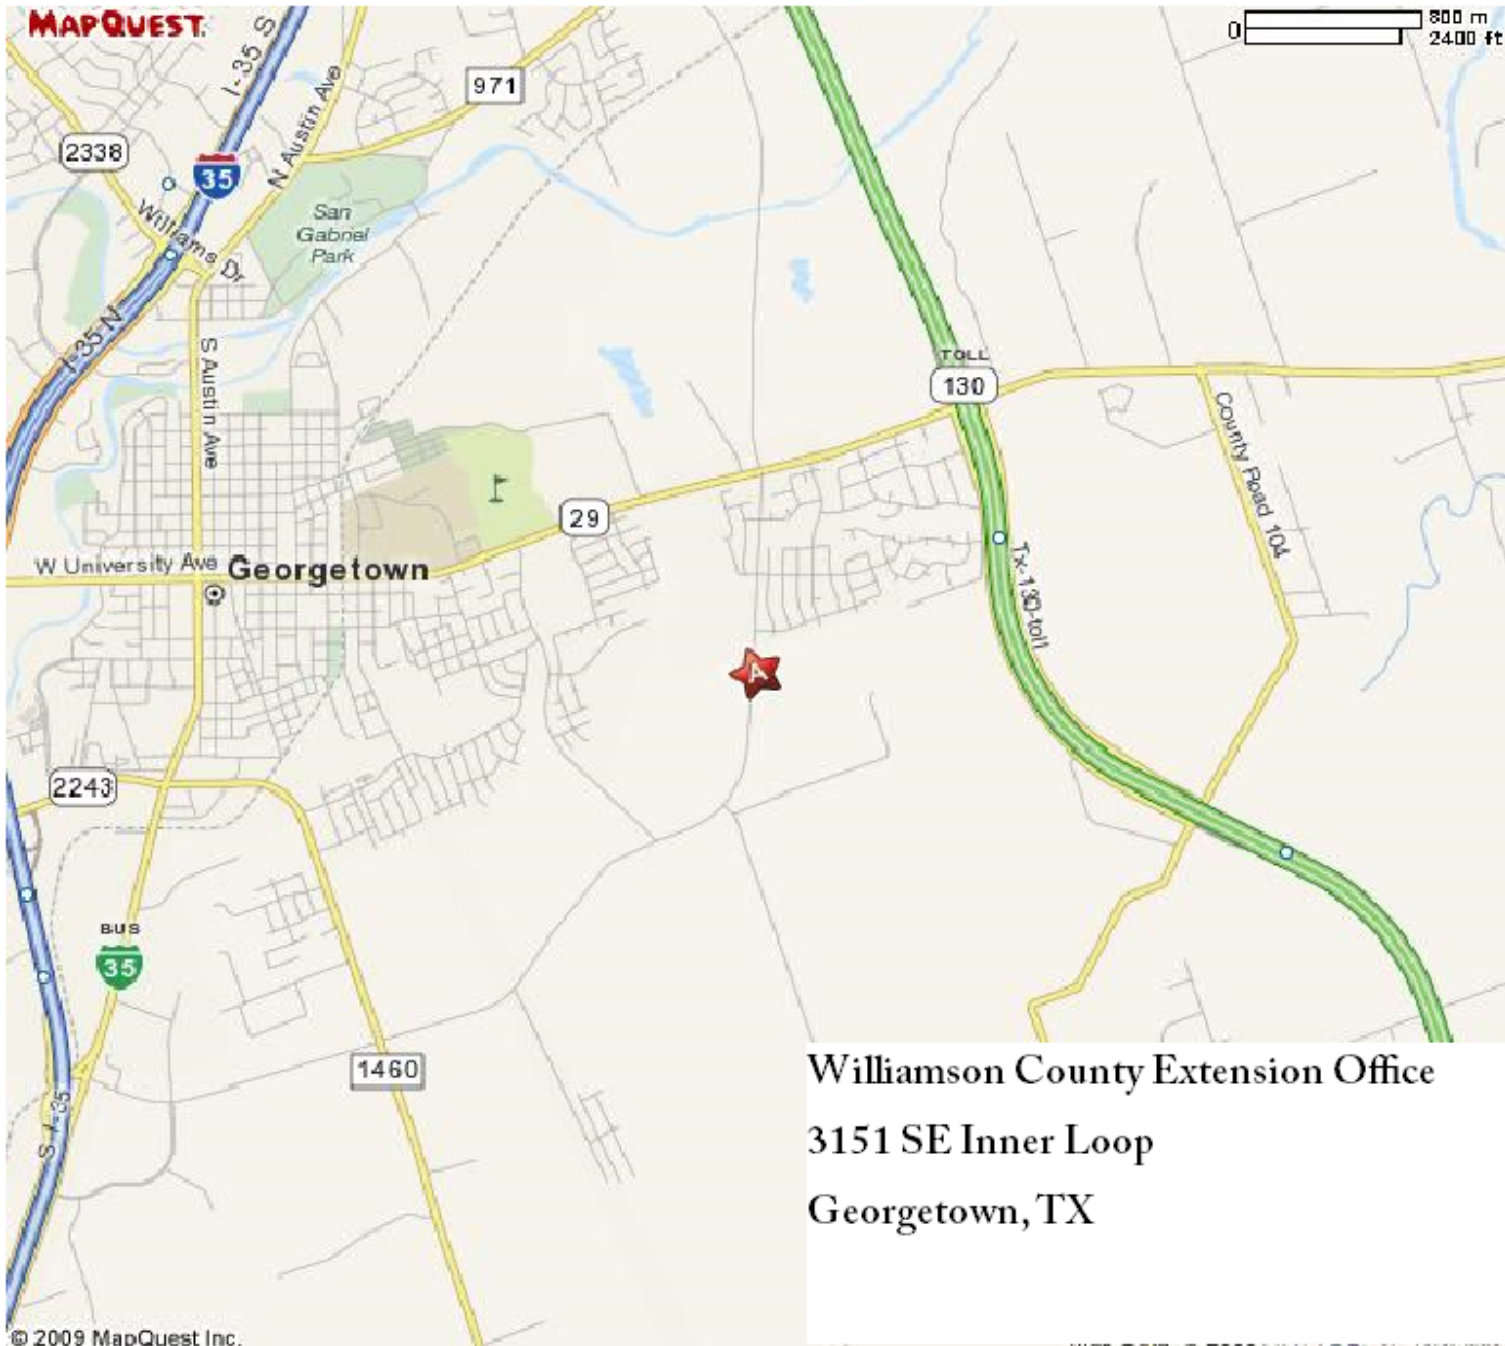 MAPQUEST.
0
800 m
2400 ft
I-35 S
N Austin Ave
971
2338
35
Williams Dr
San
Gabriel
Park
I-35 N
S Austin Ave
TOLL
130
County Road 104
29
W University Ave
Georgetown
Tx-130-toll
A
2243
BUS
35
1460
S I-35
Williamson County Extension Office
3151 SE Inner Loop
Georgetown, TX
© 2009 MapQuest Inc.